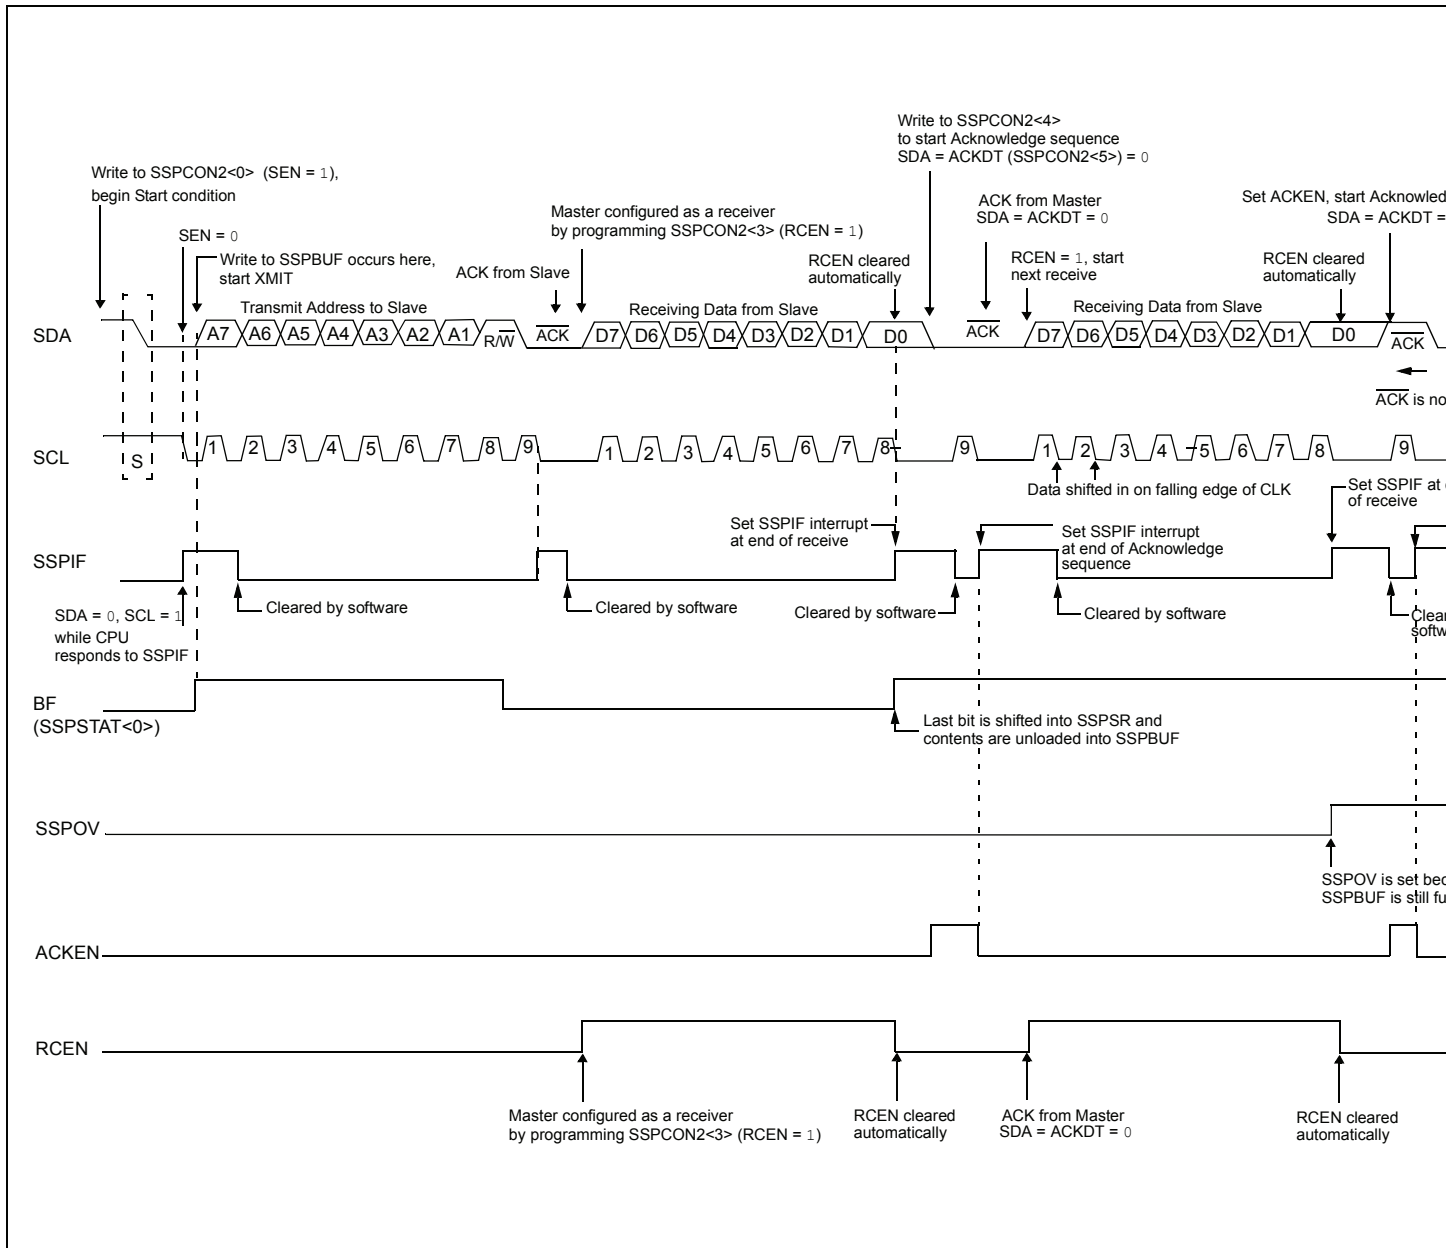 Write to SSPCON2<4>
to start Acknowledge sequence
SDA = ACKDT (SSPCON2<5>) = 0
Write to SSPCON2<0> (SEN = 1),
begin Start condition
ACK from Master
SDA = ACKDT = 0
Set ACKEN, start Acknowled
SDA = ACKDT =
Master configured as a receiver
by programming SSPCON2<3> (RCEN = 1)
SEN = 0
Write to SSPBUF occurs here,
start XMIT
ACK from Slave
RCEN cleared
automatically
RCEN = 1, start
next receive
RCEN cleared
automatically
Transmit Address to Slave
Receiving Data from Slave
Receiving Data from Slave
SDA
A7 A6 A5 A4 A3 A2 A1 R/W ACK D7 D6 D5 D4 D3 D2 D1 D0 ACK D7 D6 D5 D4 D3 D2 D1 D0 ACK
ACK is no
SCL
S 1 2 3 4 5 6 7 8 9 1 2 3 4 5 6 7 8 9 1 2 3 4 5 6 7 8 9
Data shifted in on falling edge of CLK
Set SSPIF at
of receive
Set SSPIF interrupt
at end of receive
Set SSPIF interrupt
at end of Acknowledge
sequence
SSPIF
Cleared by software
Cleared by software
Cleared by software
Cleared by software
Clear
softw
SDA = 0, SCL = 1
while CPU
responds to SSPIF
BF
(SSPSTAT<0>)
Last bit is shifted into SSPSR and
contents are unloaded into SSPBUF
SSPOV
SSPOV is set bec
SSPBUF is still fu
ACKEN
RCEN
Master configured as a receiver
by programming SSPCON2<3> (RCEN = 1)
RCEN cleared
automatically
ACK from Master
SDA = ACKDT = 0
RCEN cleared
automatically